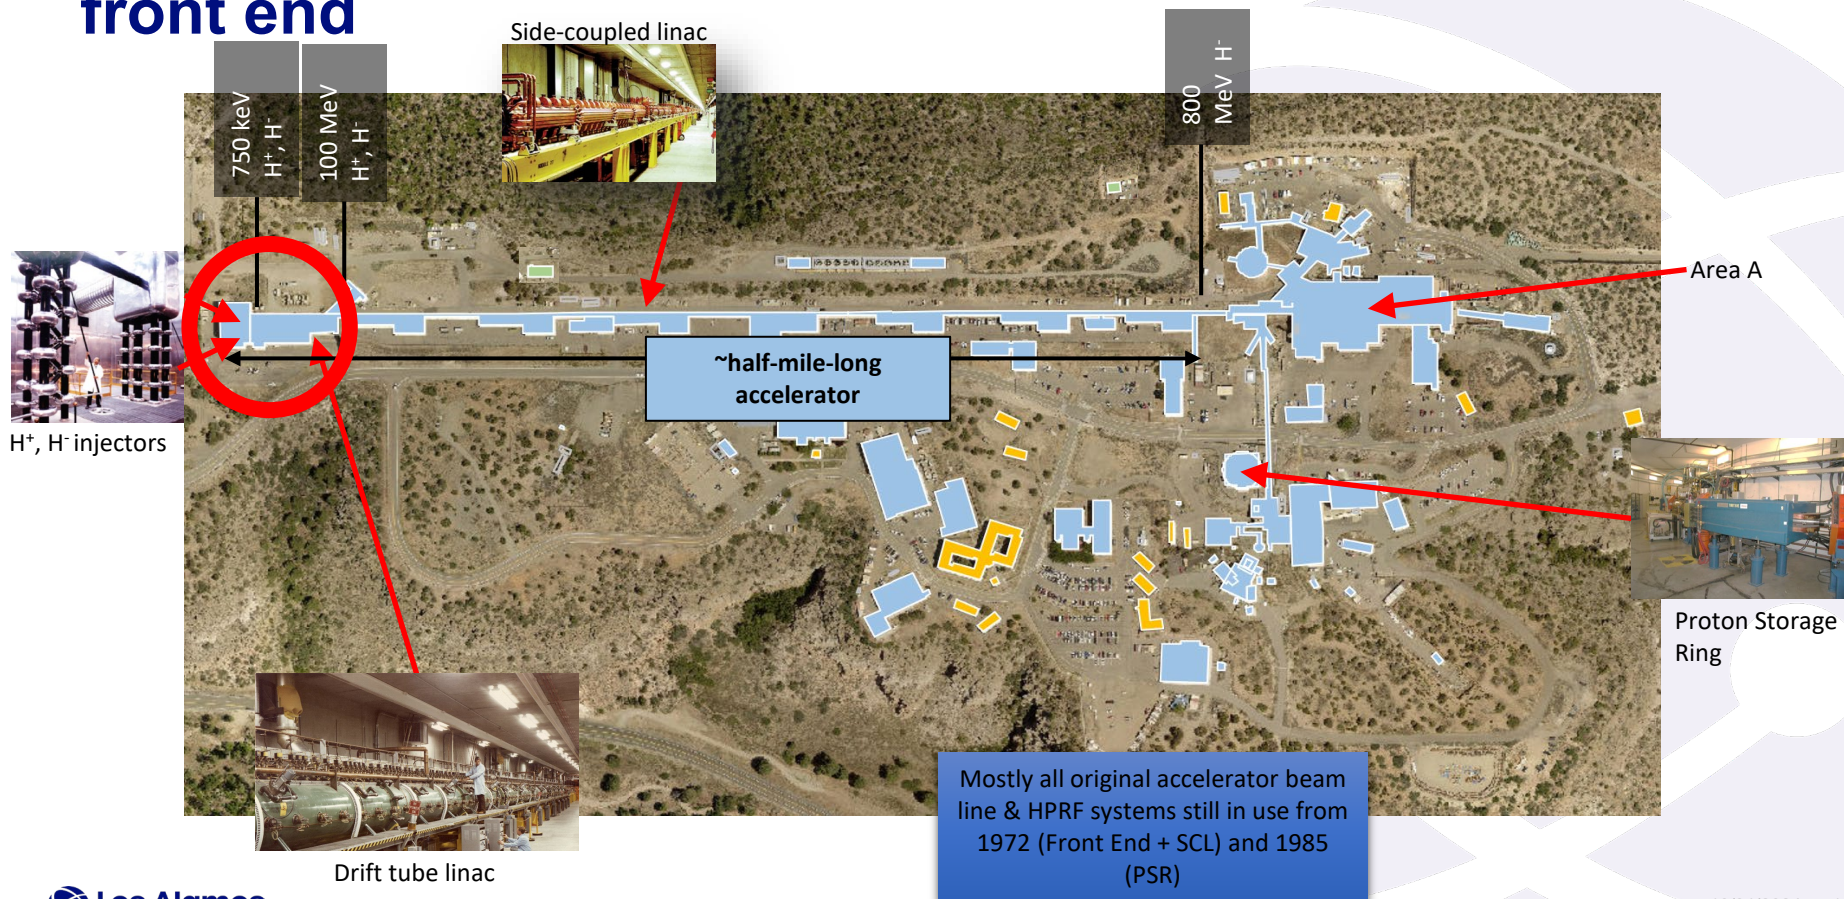 front end
Side-coupled linac
750 keV
H⁺, H⁻
100 MeV
H⁺, H⁻
800
MeV H⁻
Area A
~half-mile-long
accelerator
H⁺, H⁻ injectors
Proton Storage
Ring
Mostly all original accelerator beam
line & HPRF systems still in use from
1972 (Front End + SCL) and 1985
(PSR)
Drift tube linac
Los Alamos